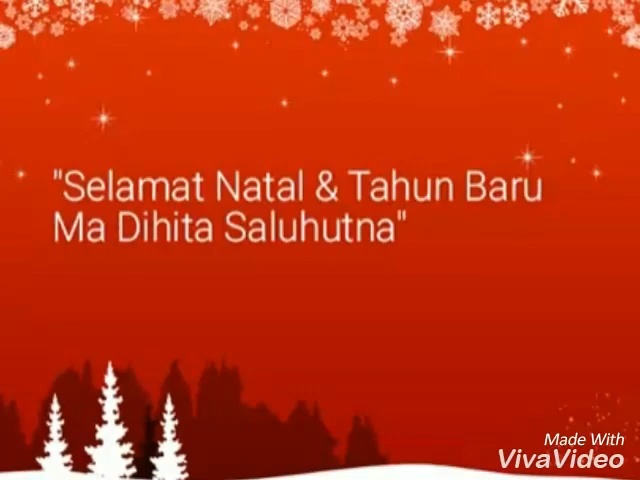 "Selamat Natal & Tahun Baru
Ma Dihita Saluhutna"
Made With
VivaVideo